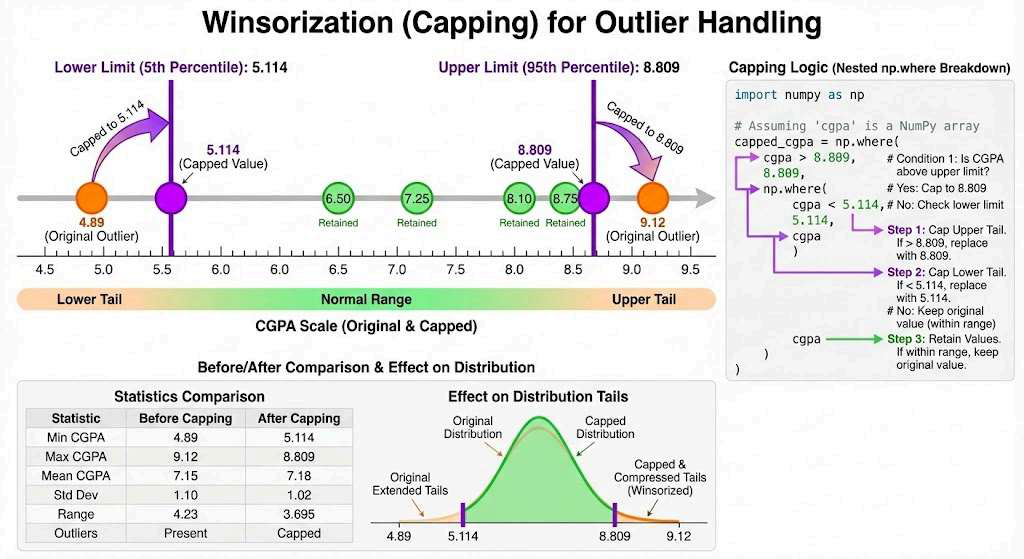 Winsorization (Capping) for Outlier Handling
Lower Limit (5th Percentile): 5.114
Upper Limit (95th Percentile): 8.809
Capped to 5.114
Capped to 8.809
5.114
(Capped Value)
8.809
(Capped Value)
6.50
7.25
8.10
8.75
4.89
(Original Outlier)
Retained
Retained
Retained
Retained
9.12
(Original Outlier)
4.5 5.0 5.5 6.0 6.5 7.0 7.5 8.0 8.5 9.0 9.5
Lower Tail
Normal Range
Upper Tail
CGPA Scale (Original & Capped)
Capping Logic (Nested np.where Breakdown)
import numpy as np
# Assuming 'cgpa' is a NumPy array
capped_cgpa = np.where(
cgpa > 8.809, # Condition 1: Is CGPA
8.809, above upper limit?
np.where( # Yes: Cap to 8.809
cgpa < 5.114, # No: Check lower limit
5.114,
cgpa
)
Step 1: Cap Upper Tail.
If > 8.809, replace
with 8.809.
Step 2: Cap Lower Tail.
If < 5.114, replace
with 5.114.
# No: Keep original
value (within range)
cgpa
Step 3: Retain Values.
If within range, keep
original value.
)
)
Before/After Comparison & Effect on Distribution
Statistics Comparison
Statistic Before Capping After Capping
Min CGPA 4.89 5.114
Max CGPA 9.12 8.809
Mean CGPA 7.15 7.18
Std Dev 1.10 1.02
Range 4.23 3.695
Outliers Present Capped
Effect on Distribution Tails
Original
Distribution
Capped
Distribution
Original
Extended Tails
Capped &
Compressed Tails
(Winsorized)
4.89 5.114 8.809 9.12